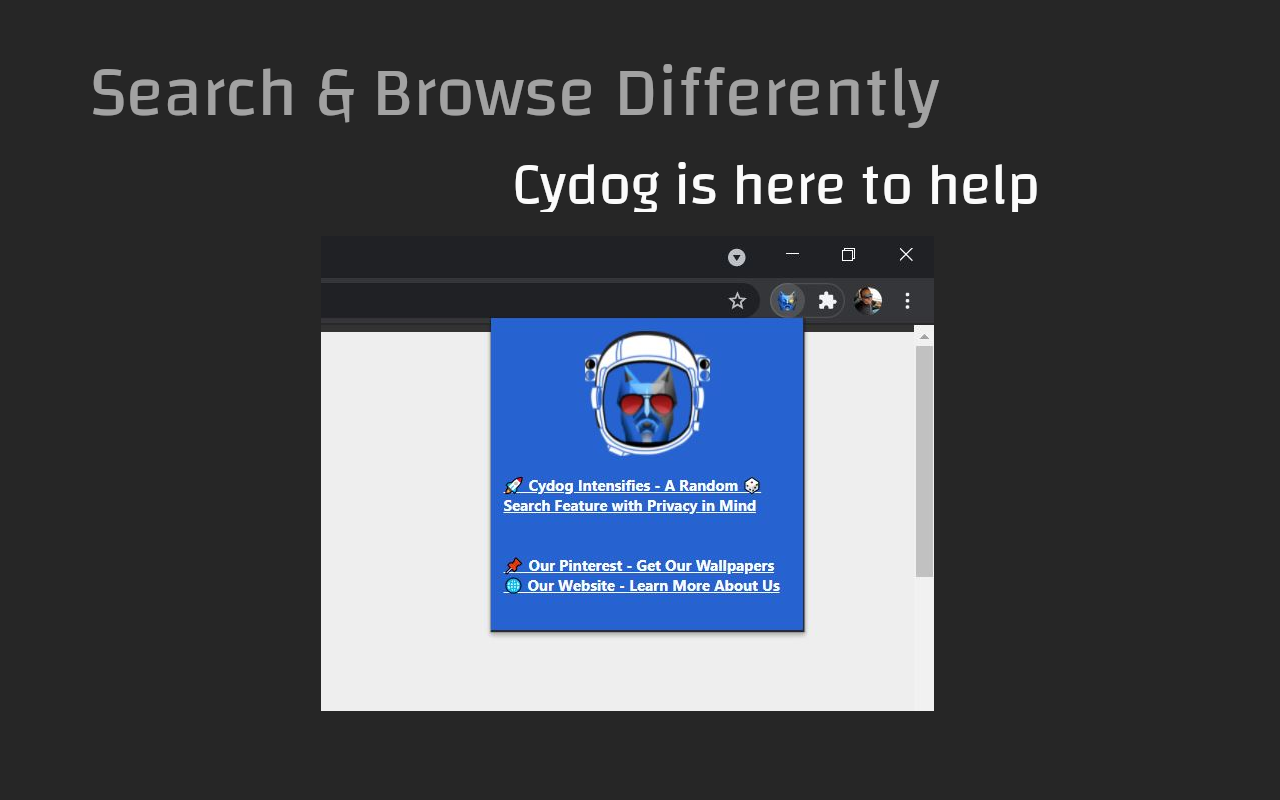 Search & Browse Differently
Cydog is here to help
🚀 Cydog Intensifies - A Random 🎲
Search Feature with Privacy in Mind
📌 Our Pinterest - Get Our Wallpapers
🌐 Our Website - Learn More About Us